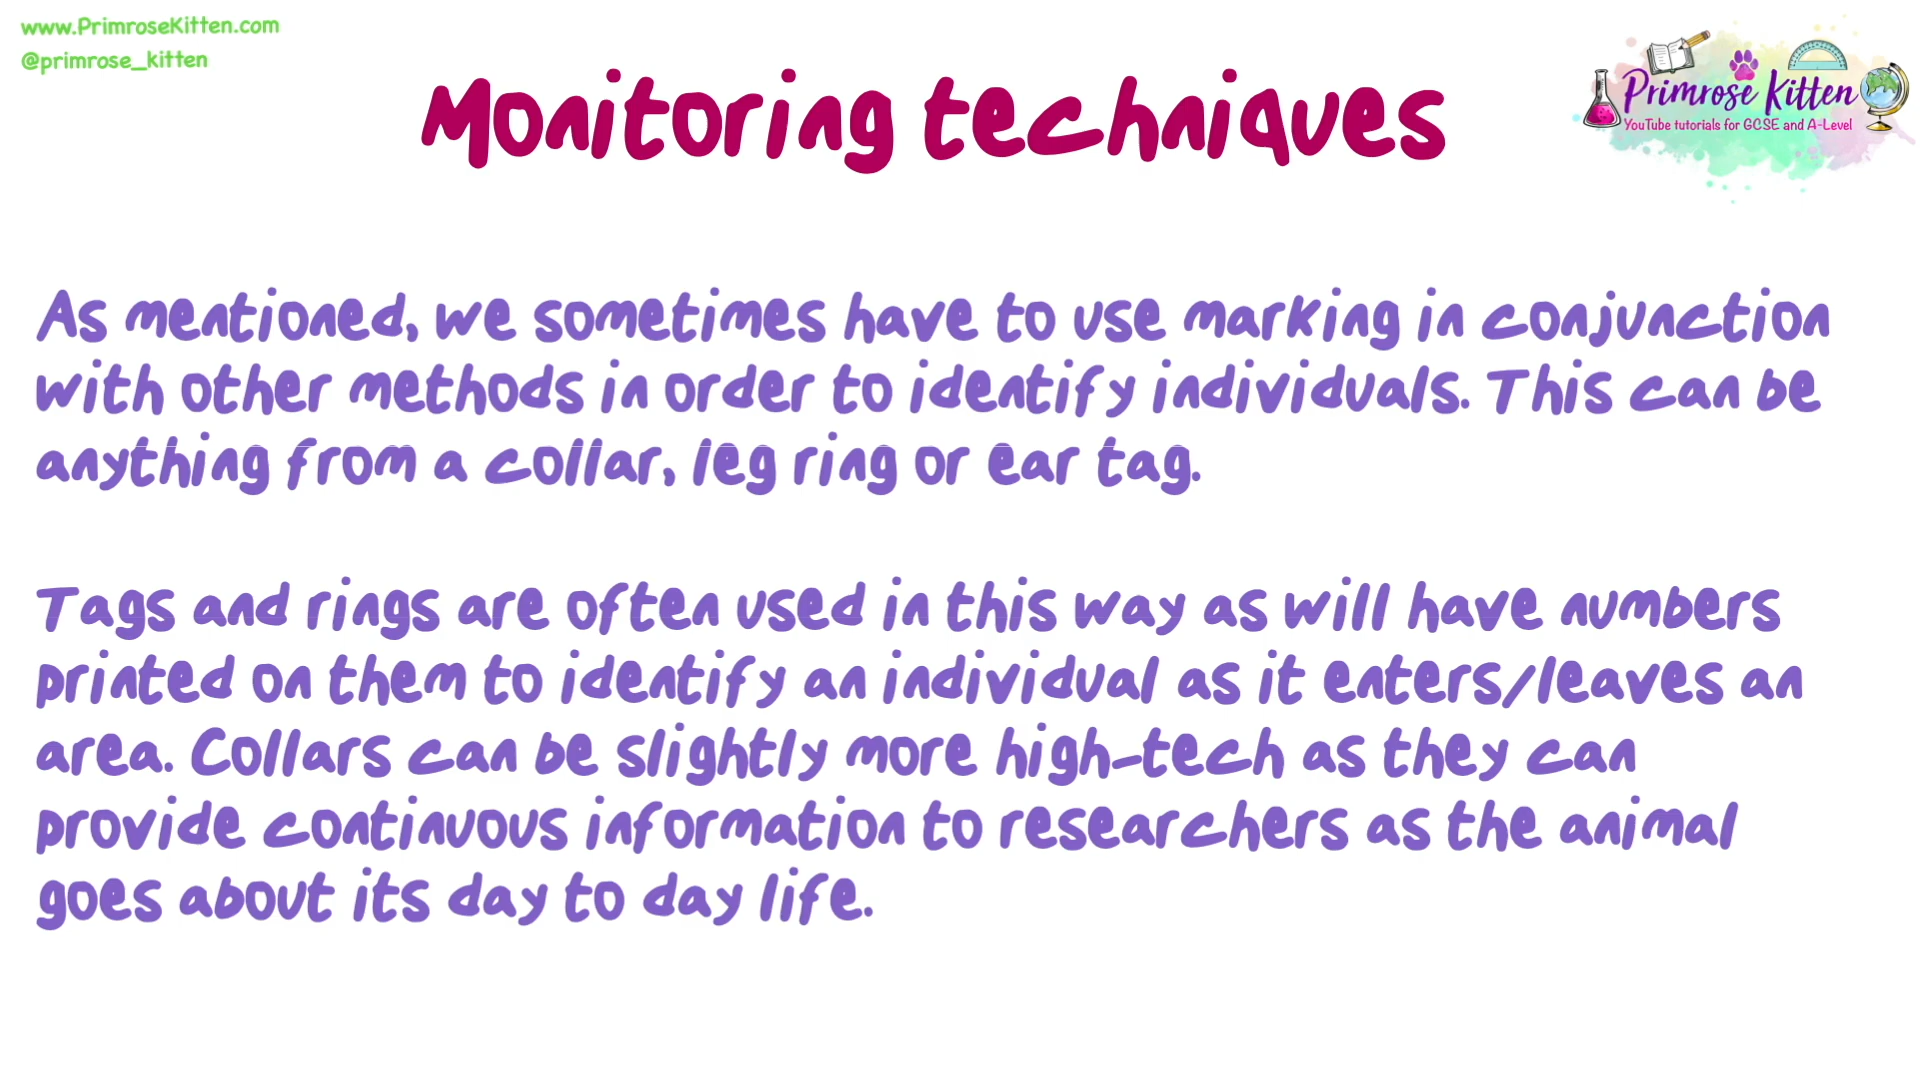 www.PrimroseKitten.com
@primrose_kitten
Monitoring techniques
Primrose Kitten
YouTube tutorials for GCSE and A-Level
As mentioned, we sometimes have to use marking in conjunction
with other methods in order to identify individuals. This can be
anything from a collar, leg ring or ear tag.
Tags and rings are often used in this way as will have numbers
printed on them to identify an individual as it enters/leaves an
area. Collars can be slightly more high-tech as they can
provide continuous information to researchers as the animal
goes about its day to day life.